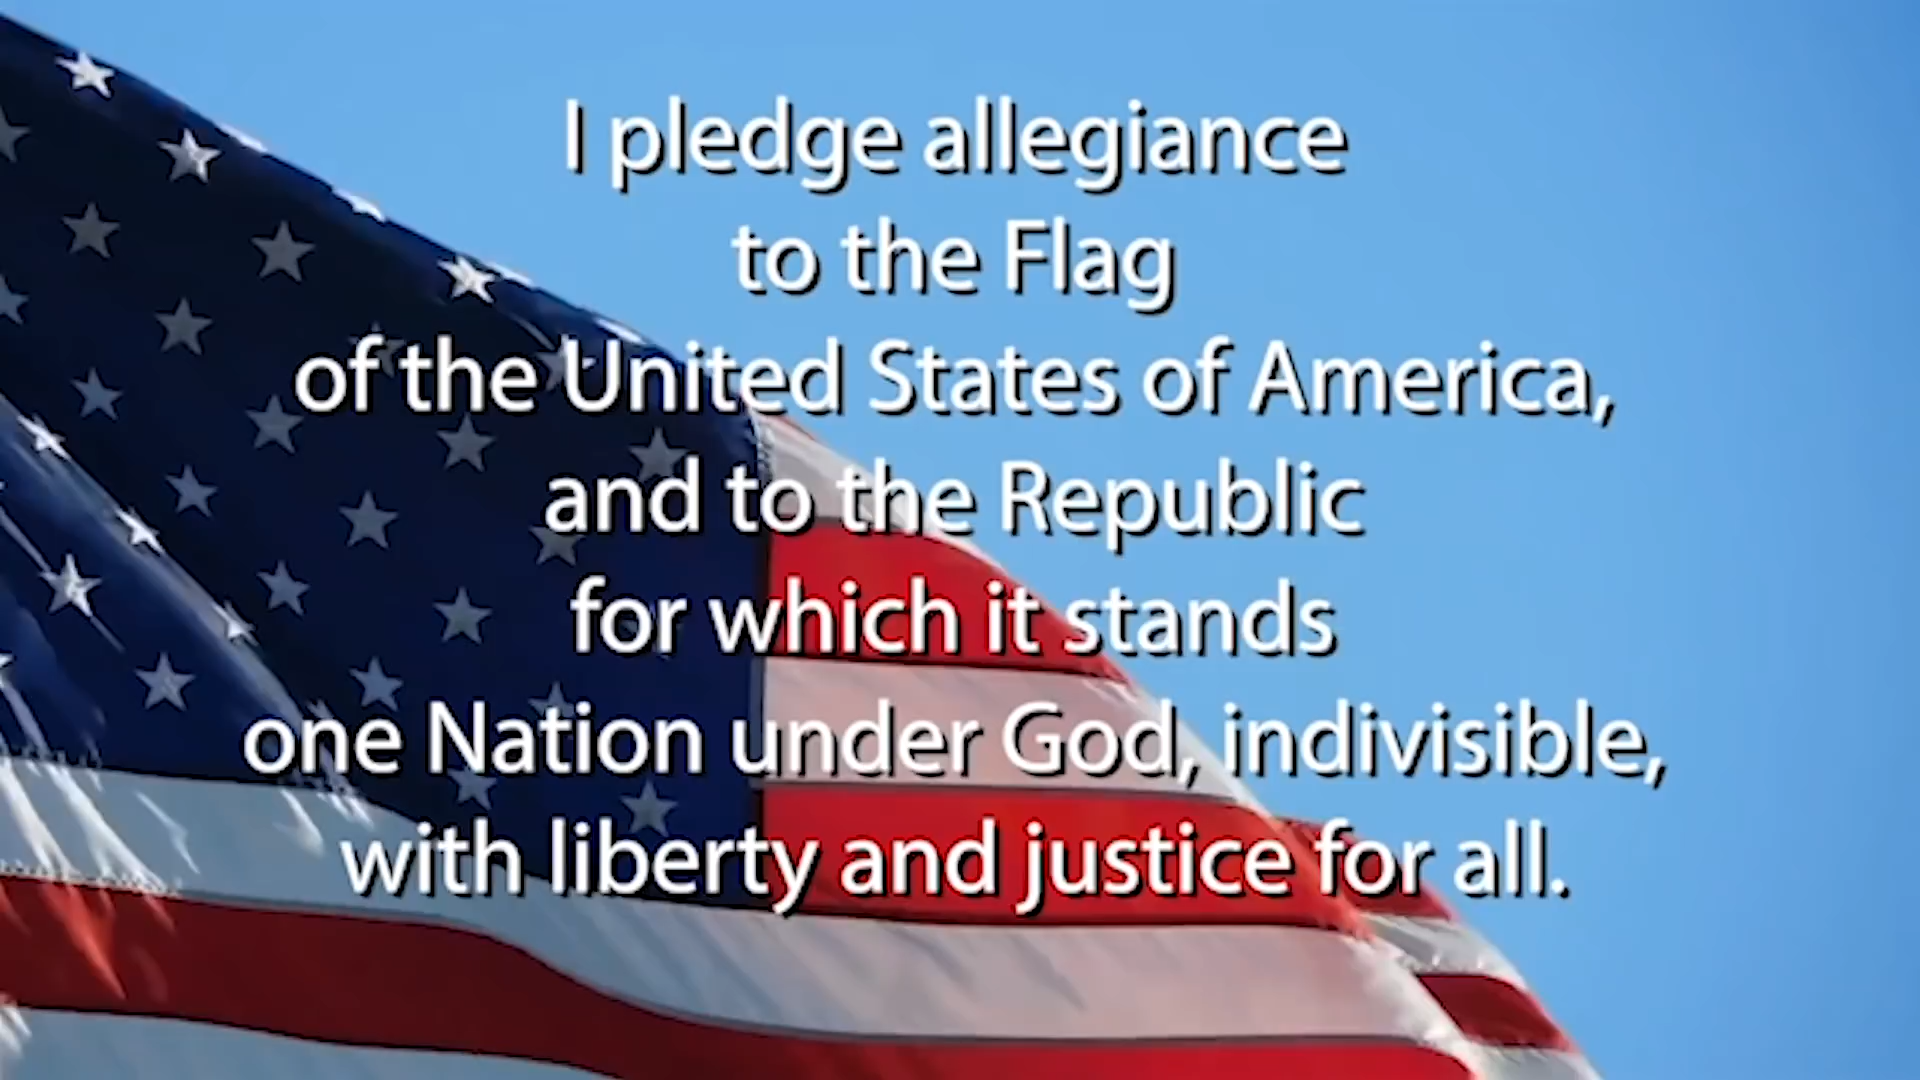 I pledge allegiance
to the Flag
of the United States of America,
and to the Republic
for which it stands
one Nation under God, indivisible,
with liberty and justice for all.